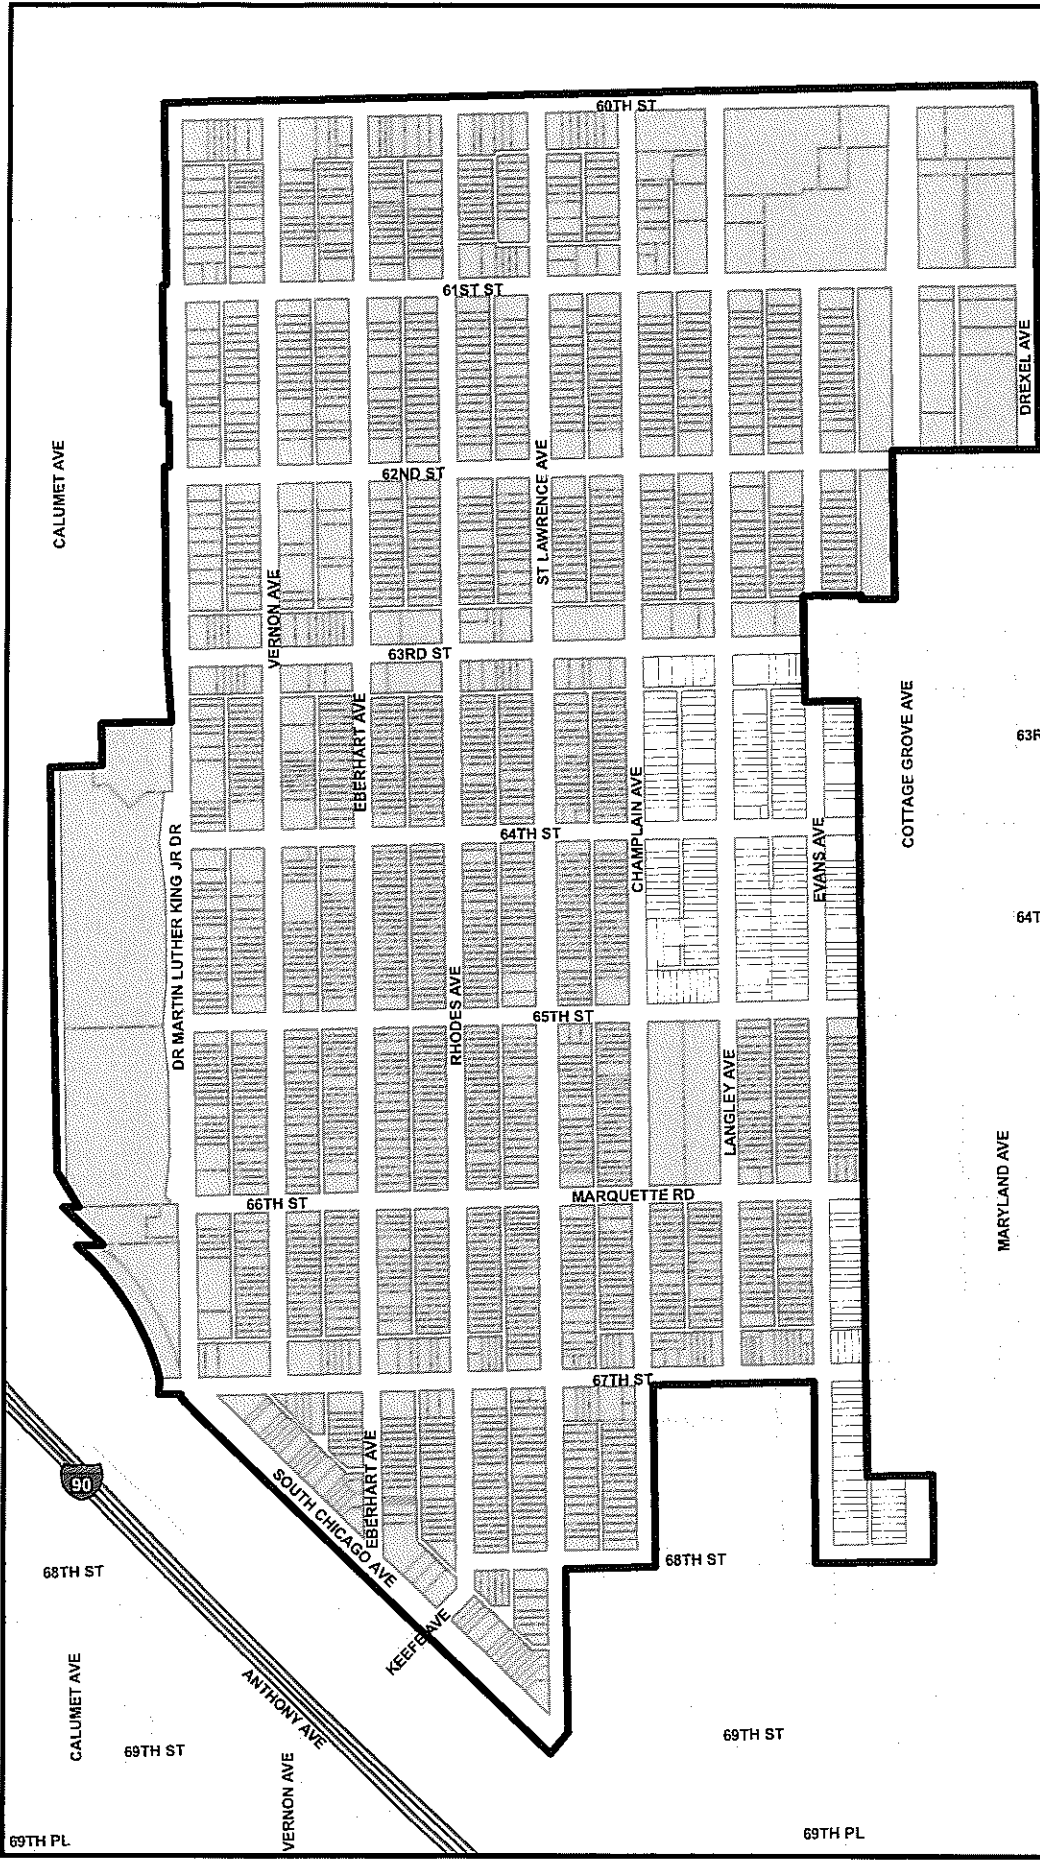 60TH ST
61ST ST
DREXEL AVE
CALUMET AVE
62ND ST
ST LAWRENCE AVE
VERNON AVE
63RD ST
EBERHART AVE
COTTAGE GROVE AVE
63R
CHAMPLAIN AVE
64TH ST
EVANS AVE
DR MARTIN LUTHER KING JR DR
64T
RHODES AVE
65TH ST
LANGLEY AVE
MARYLAND AVE
66TH ST
MARQUETTE RD
67TH ST
90
EBERHART AVE
SOUTH CHICAGO AVE
68TH ST
68TH ST
KEEFE AVE
CALUMET AVE
ANTHONY AVE
69TH ST
69TH ST
VERNON AVE
69TH PL
69TH PL